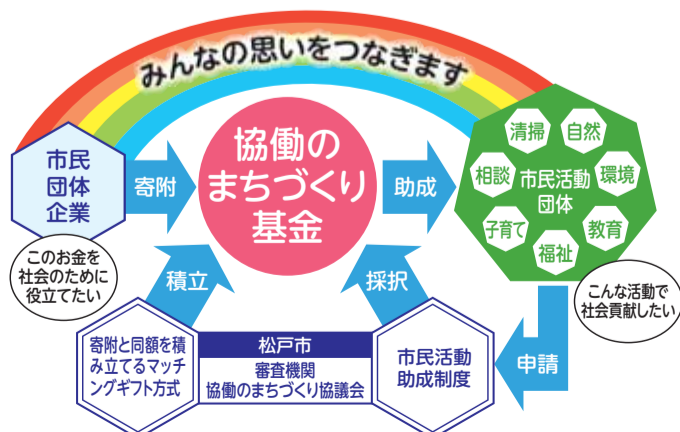 みんなの思いをつなぎます
市民
団体
企業
寄附
協働の
まちづくり
基金
助成
清掃
自然
相談
市民活動
団体
環境
子育て
福祉
教育
このお金を
社会のために
役立てたい
積立
採択
こんな活動で
社会貢献したい
申請
寄附と同額を積
み立てるマッチ
ングギフト方式
松戸市
審査機関
協働のまちづくり協議会
市民活動
助成制度